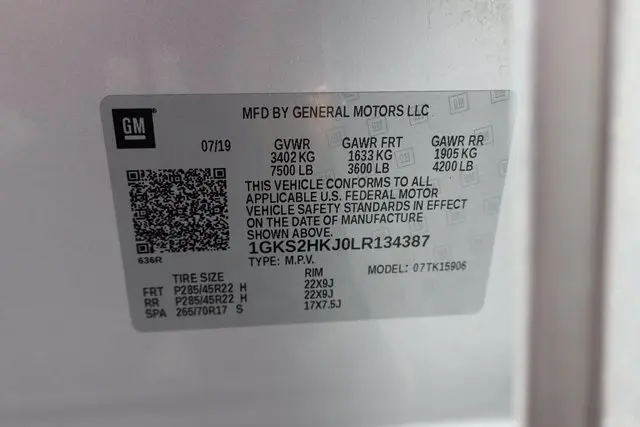 GM
MFD BY GENERAL MOTORS LLC
07/19 GVWR GAWR FRT GAWR RR
3402 KG 1633 KG 1905 KG
7500 LB 3600 LB 4200 LB
THIS VEHICLE CONFORMS TO ALL
APPLICABLE U.S. FEDERAL MOTOR
VEHICLE SAFETY STANDARDS IN EFFECT
ON THE DATE OF MANUFACTURE
SHOWN ABOVE.
1GKS2HKJ0LR134387
636R
TYPE: M.P.V. MODEL: 07TK15906
TIRE SIZE RIM
FRT P285/45R22 H 22X9J
RR P285/45R22 H 22X9J
SPA 265/70R17 S 17X7.5J